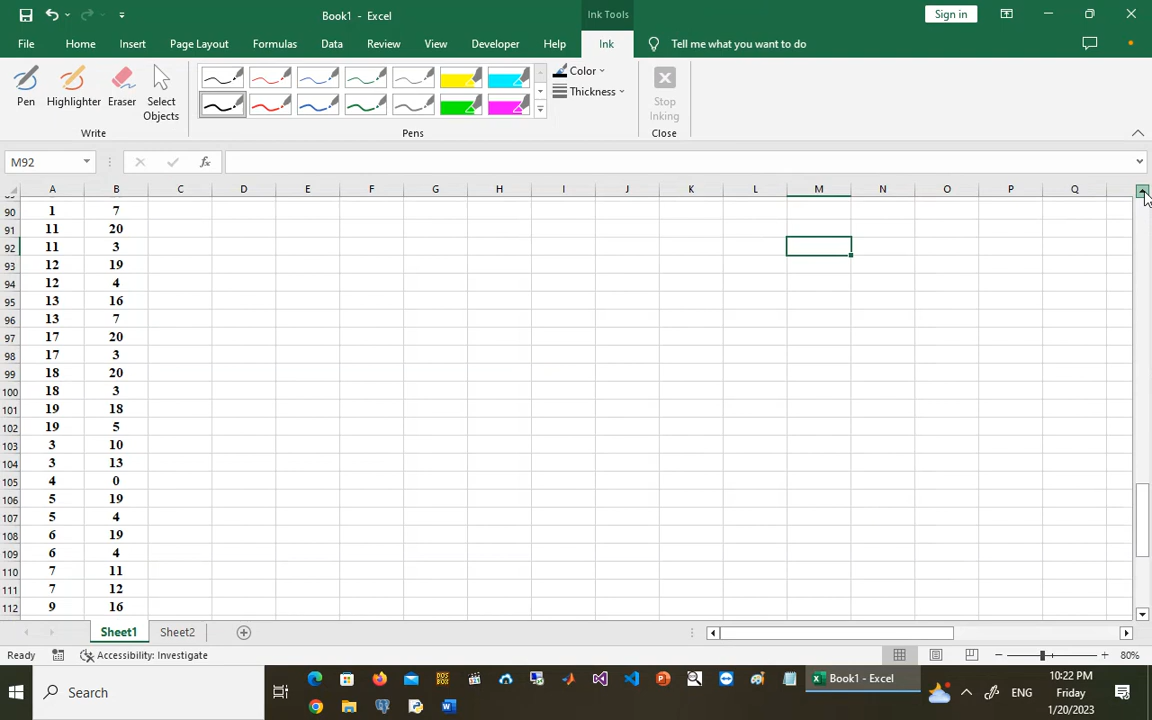 Book1 - Excel
Ink Tools
Sign in
File
Home
Insert
Page Layout
Formulas
Data
Review
View
Developer
Help
Ink
Tell me what you want to do
Pen
Highlighter
Eraser
Select Objects
Color
Thickness
Stop Inking
Write
Pens
Close
M92
fx
A B C D E F G H I J K L M N O P Q
90 1 7
91 11 20
92 11 3
93 12 19
94 12 4
95 13 16
96 13 7
97 17 20
98 17 3
99 18 20
100 18 3
101 19 18
102 19 5
103 3 10
104 3 13
105 4 0
106 5 19
107 5 4
108 6 19
109 6 4
110 7 11
111 7 12
112 9 16
Sheet1
Sheet2
Ready
Accessibility: Investigate
80%
Search
Book1 - Excel
ENG
10:22 PM
Friday
1/20/2023